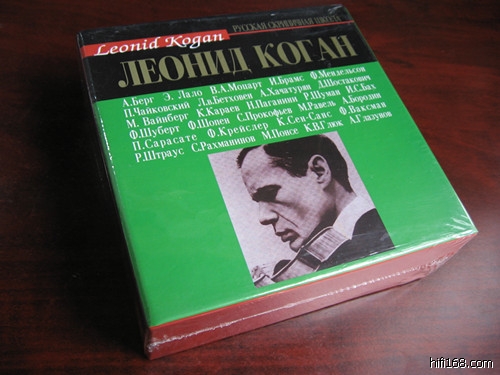 Leonid Kogan
РУССКАЯ СКРИПИЧНАЯ ШКОЛА
ЛЕОНИД КОГАН
А.Берг Э. Лало В.А.Моцарт И.Брамс Ф.Мендельсон
П.Чайковский Л.в.Бетховен А.Хачатурян Д.Шостакович
М. Вайнберг К.Караев Н.Паганини Р.Шуман И.С.Бах
Ф.Шуберт Ф.Шопен С.Прокофьев М.Равель А.Бородин
П.Сарасате Ф.Крейслер К.Сен-Санс Ф.Ваксман
Р.Штраус С.Рахманинов М.Понсе К.В.Глюк А.Глазунов
hifi168.com